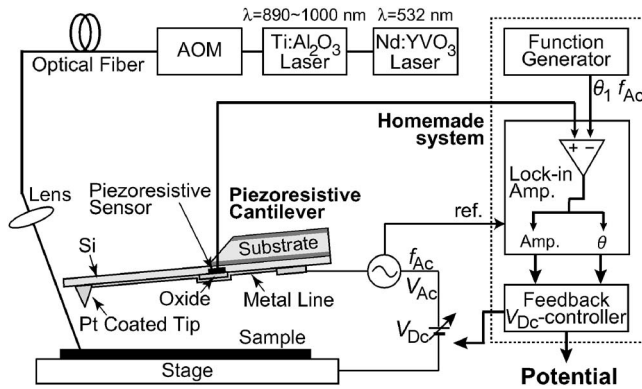 λ=890~1000 nm
λ=532 nm
Optical Fiber
AOM
Ti:Al2O3
Laser
Nd:YVO3
Laser
Function
Generator
θ1 fAc
Homemade
system
+ −
Lock-in
Amp.
Amp.
θ
Feedback
VDc-controller
Potential
Lens
Piezoresistive
Sensor
Piezoresistive
Cantilever
Substrate
ref.
Si
fAc
VAc
Oxide
Metal Line
Pt Coated Tip
VDc
Sample
Stage